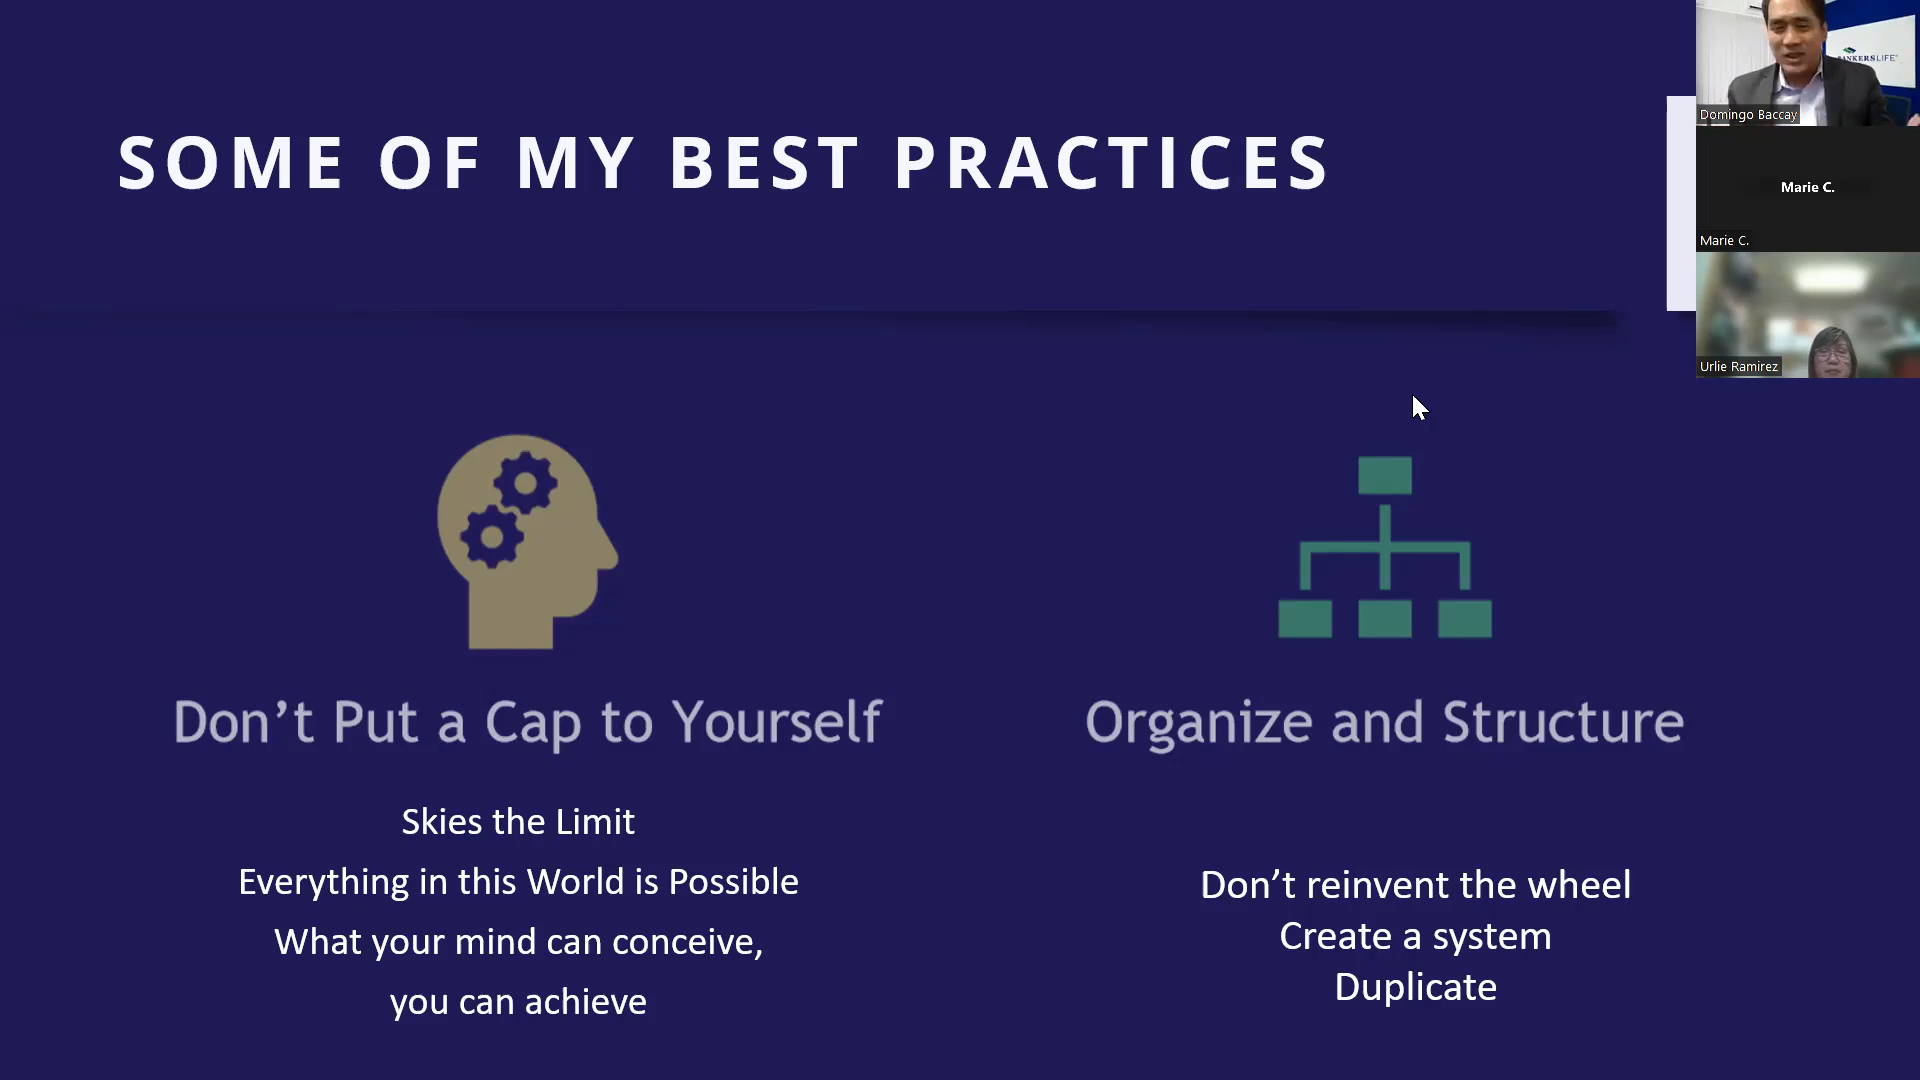 SOME OF MY BEST PRACTICES
Don’t Put a Cap to Yourself
Skies the Limit
Everything in this World is Possible
What your mind can conceive,
you can achieve
Organize and Structure
Don’t reinvent the wheel
Create a system
Duplicate
BANKERSLIFE
Domingo Baccay
Marie C.
Marie C.
Urlie Ramirez